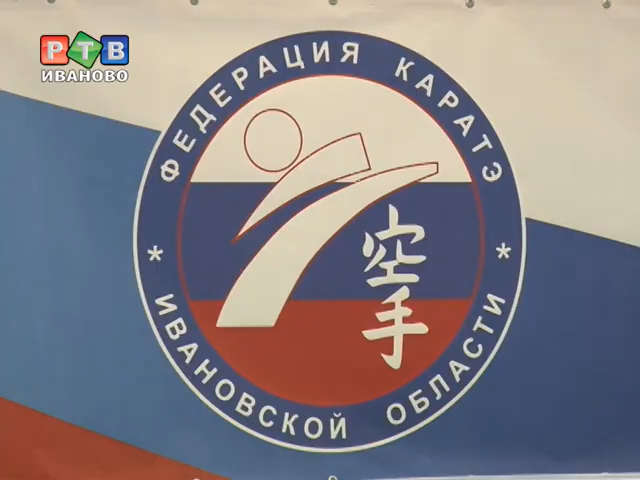 РТВ
ИВАНОВО
ФЕДЕРАЦИЯ КАРАТЭ
* ИВАНОВСКОЙ ОБЛАСТИ *
空手